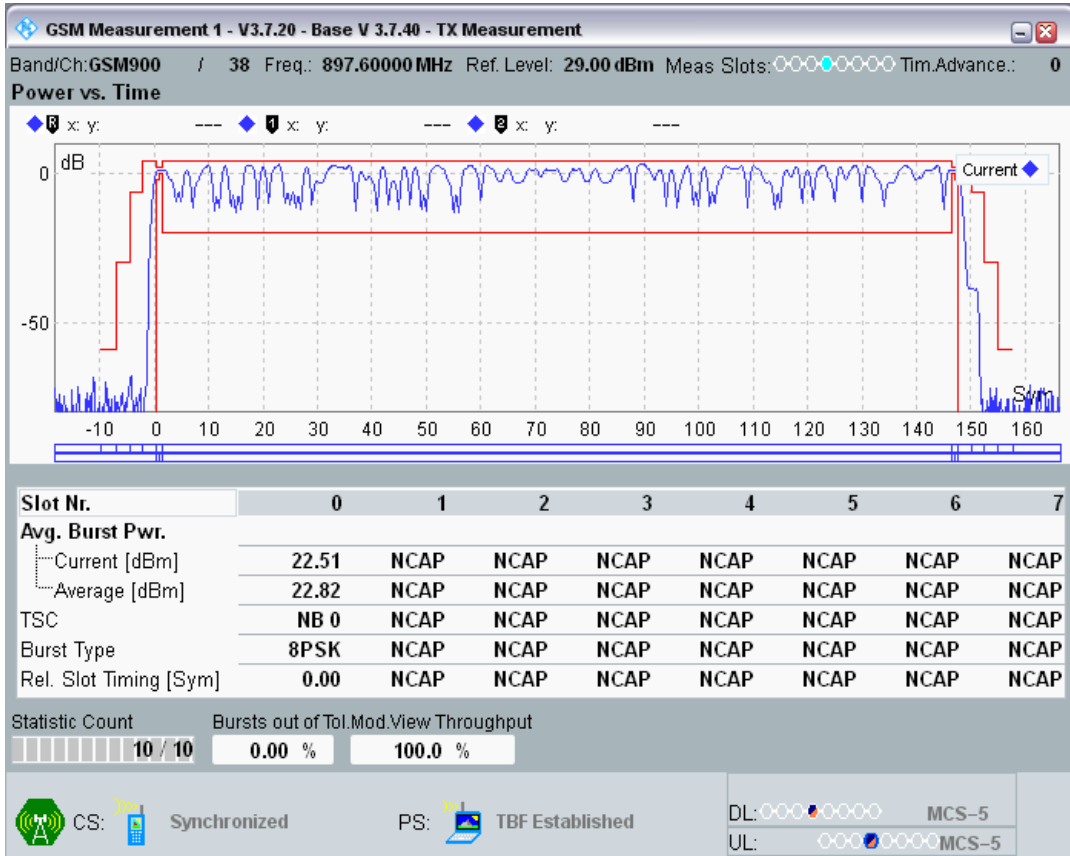 GSM Measurement 1 - V3.7.20 - Base V 3.7.40 - TX Measurement
Band/Ch:GSM900 / 38 Freq.: 897.60000 MHz Ref. Level: 29.00 dBm Meas Slots: Tim.Advance.: 0
Power vs. Time
R x: y: --- 1 x: y: --- 2 x: y: ---
dB
Current
0
-50
Sym
-10 0 10 20 30 40 50 60 70 80 90 100 110 120 130 140 150 160
Slot Nr. 0 1 2 3 4 5 6 7
Avg. Burst Pwr.
Current [dBm] 22.51 NCAP NCAP NCAP NCAP NCAP NCAP NCAP
Average [dBm] 22.82 NCAP NCAP NCAP NCAP NCAP NCAP NCAP
TSC NB 0 NCAP NCAP NCAP NCAP NCAP NCAP NCAP
Burst Type 8PSK NCAP NCAP NCAP NCAP NCAP NCAP NCAP
Rel. Slot Timing [Sym] 0.00 NCAP NCAP NCAP NCAP NCAP NCAP NCAP
Statistic Count Bursts out of Tol.Mod.View Throughput
10 / 10 0.00 % 100.0 %
CS: Synchronized PS: TBF Established
DL: MCS-5
UL: MCS-5